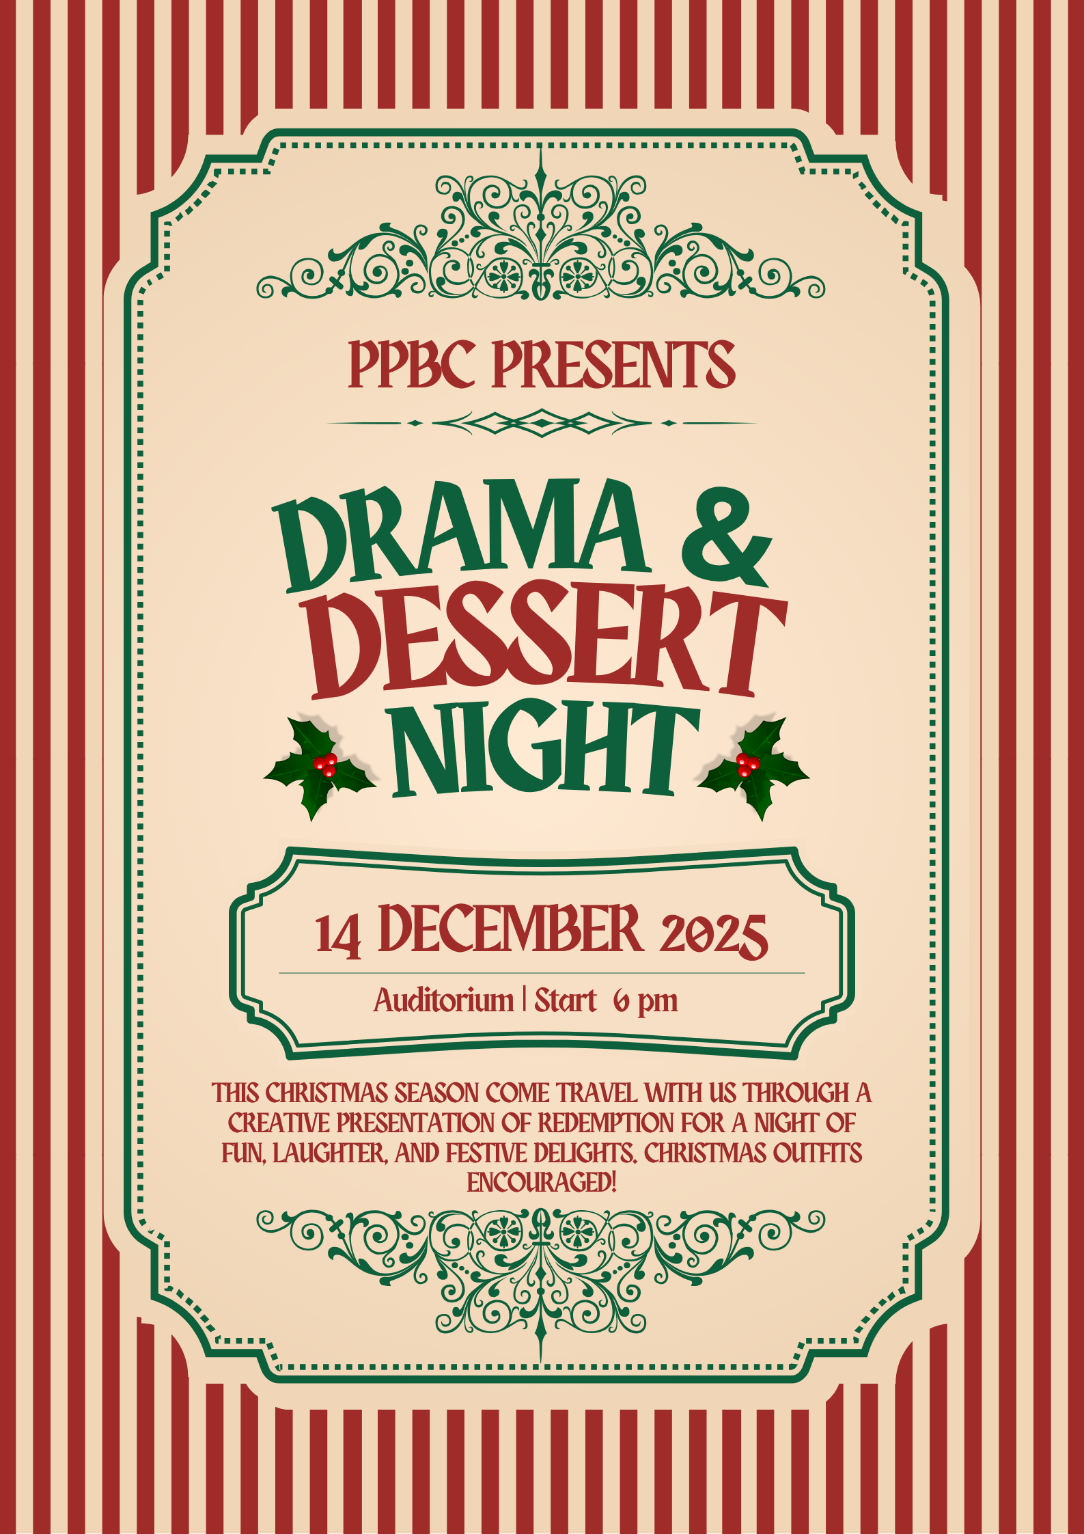 PPBC PRESENTS
DRAMA &
DESSERT
NIGHT
14 DECEMBER 2025
Auditorium | Start 6 pm
THIS CHRISTMAS SEASON COME TRAVEL WITH US THROUGH A
CREATIVE PRESENTATION OF REDEMPTION FOR A NIGHT OF
FUN, LAUGHTER, AND FESTIVE DELIGHTS. CHRISTMAS OUTFITS
ENCOURAGED!